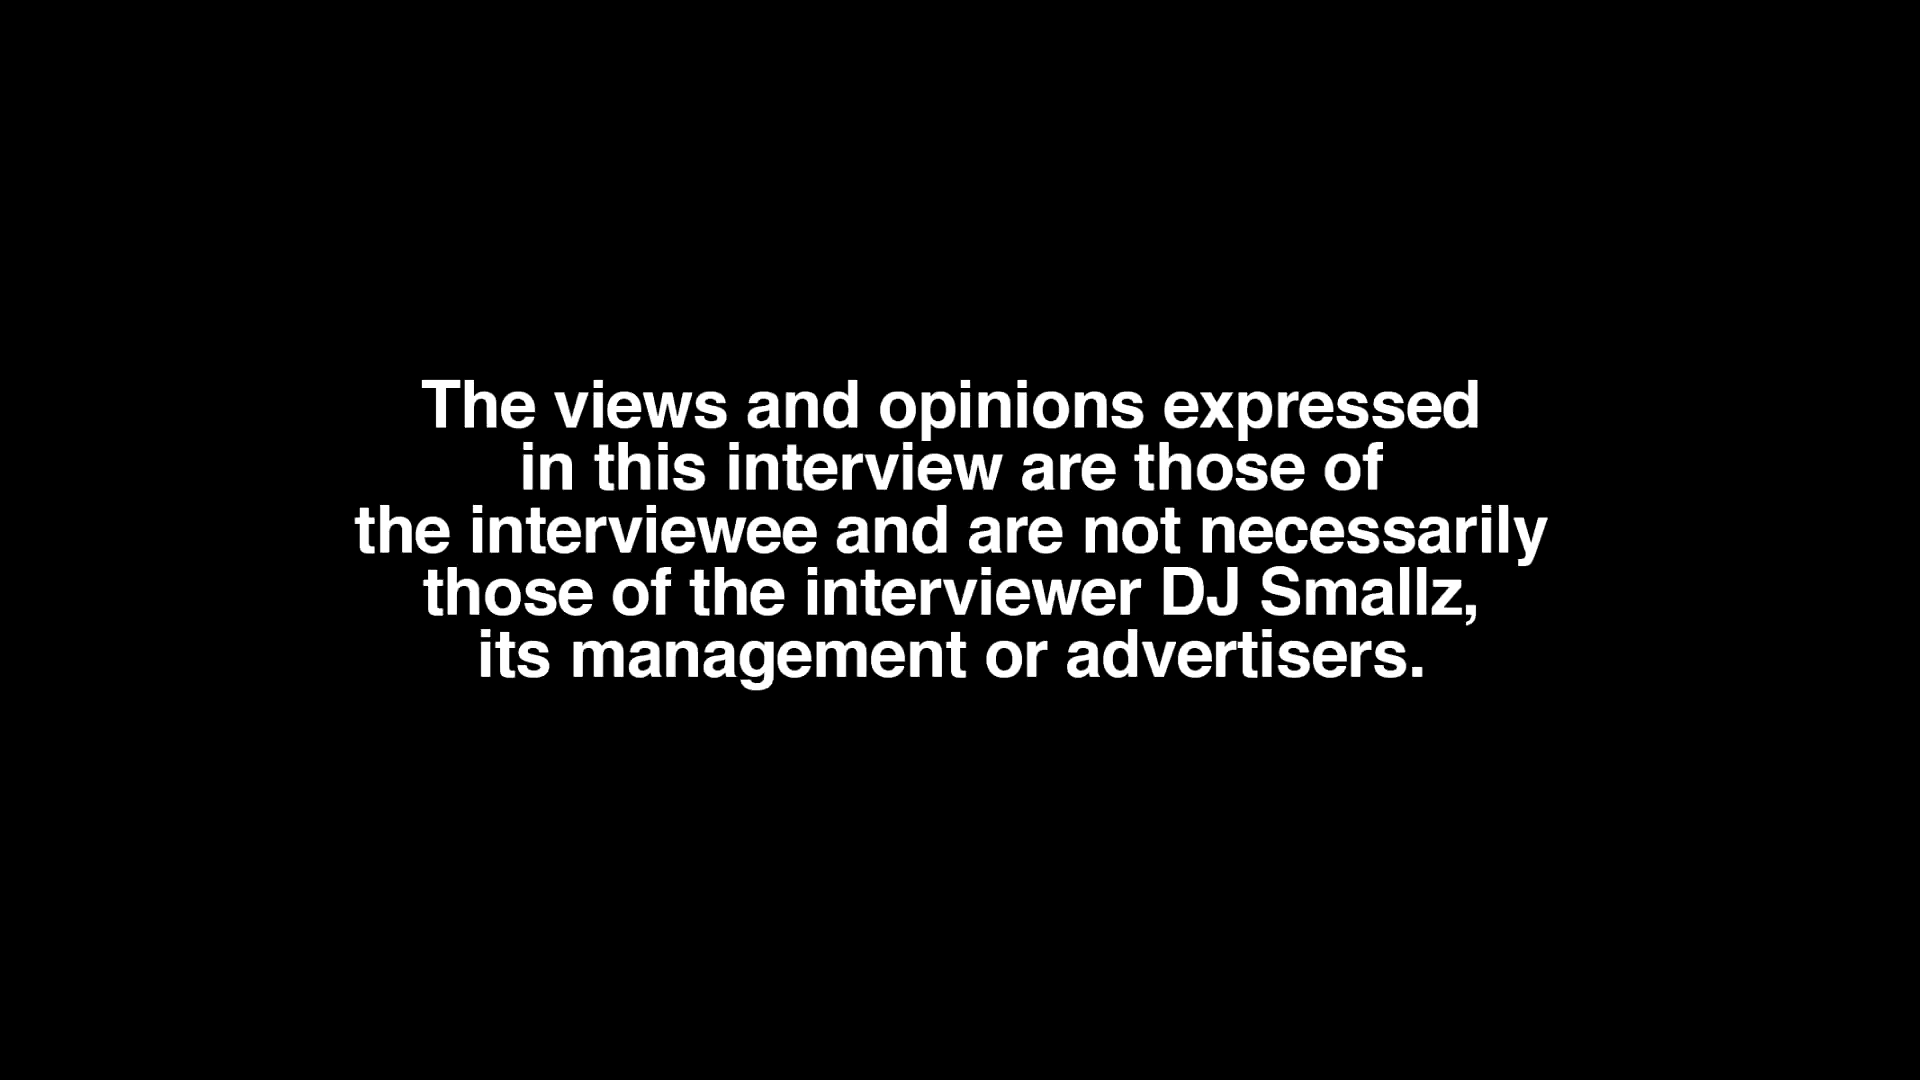 The views and opinions expressed
in this interview are those of
the interviewee and are not necessarily
those of the interviewer DJ Smallz,
its management or advertisers.